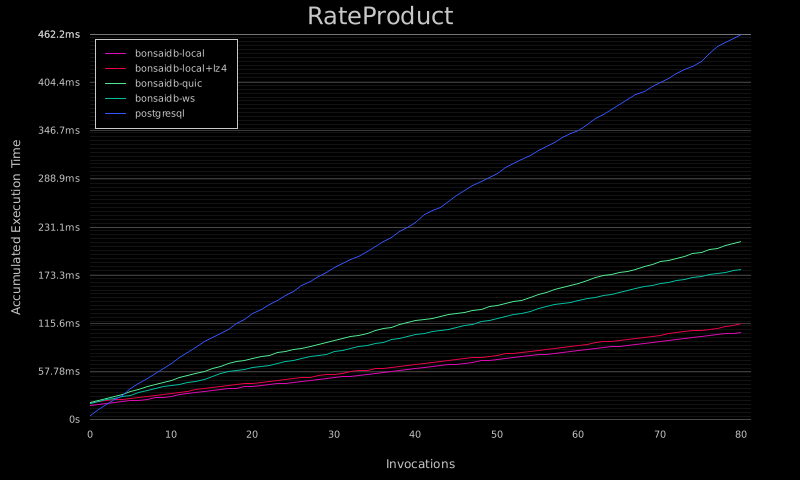 RateProduct
462.2ms
404.4ms
346.7ms
288.9ms
231.1ms
173.3ms
115.6ms
57.78ms
0s
bonsaidb-local
bonsaidb-local+lz4
bonsaidb-quic
bonsaidb-ws
postgresql
Accumulated Execution Time
0 10 20 30 40 50 60 70 80
Invocations